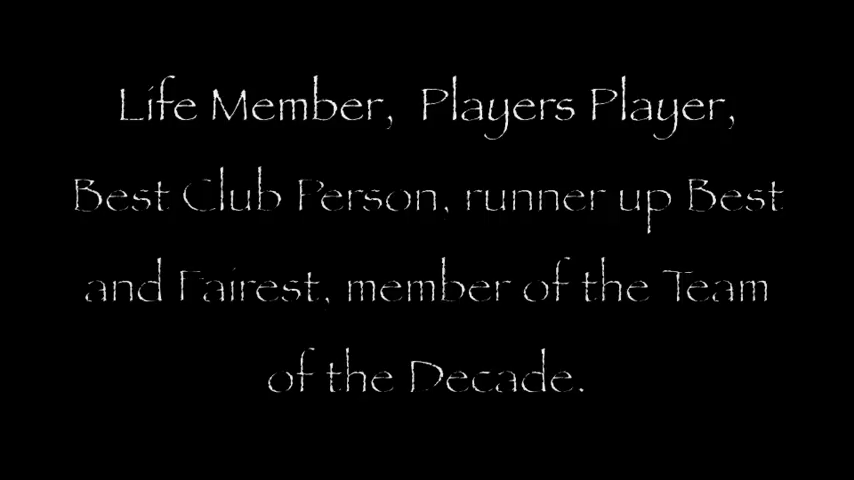 Life Member, Players Player,
Best Club Person, runner up Best
and Fairest, member of the Team
of the Decade.